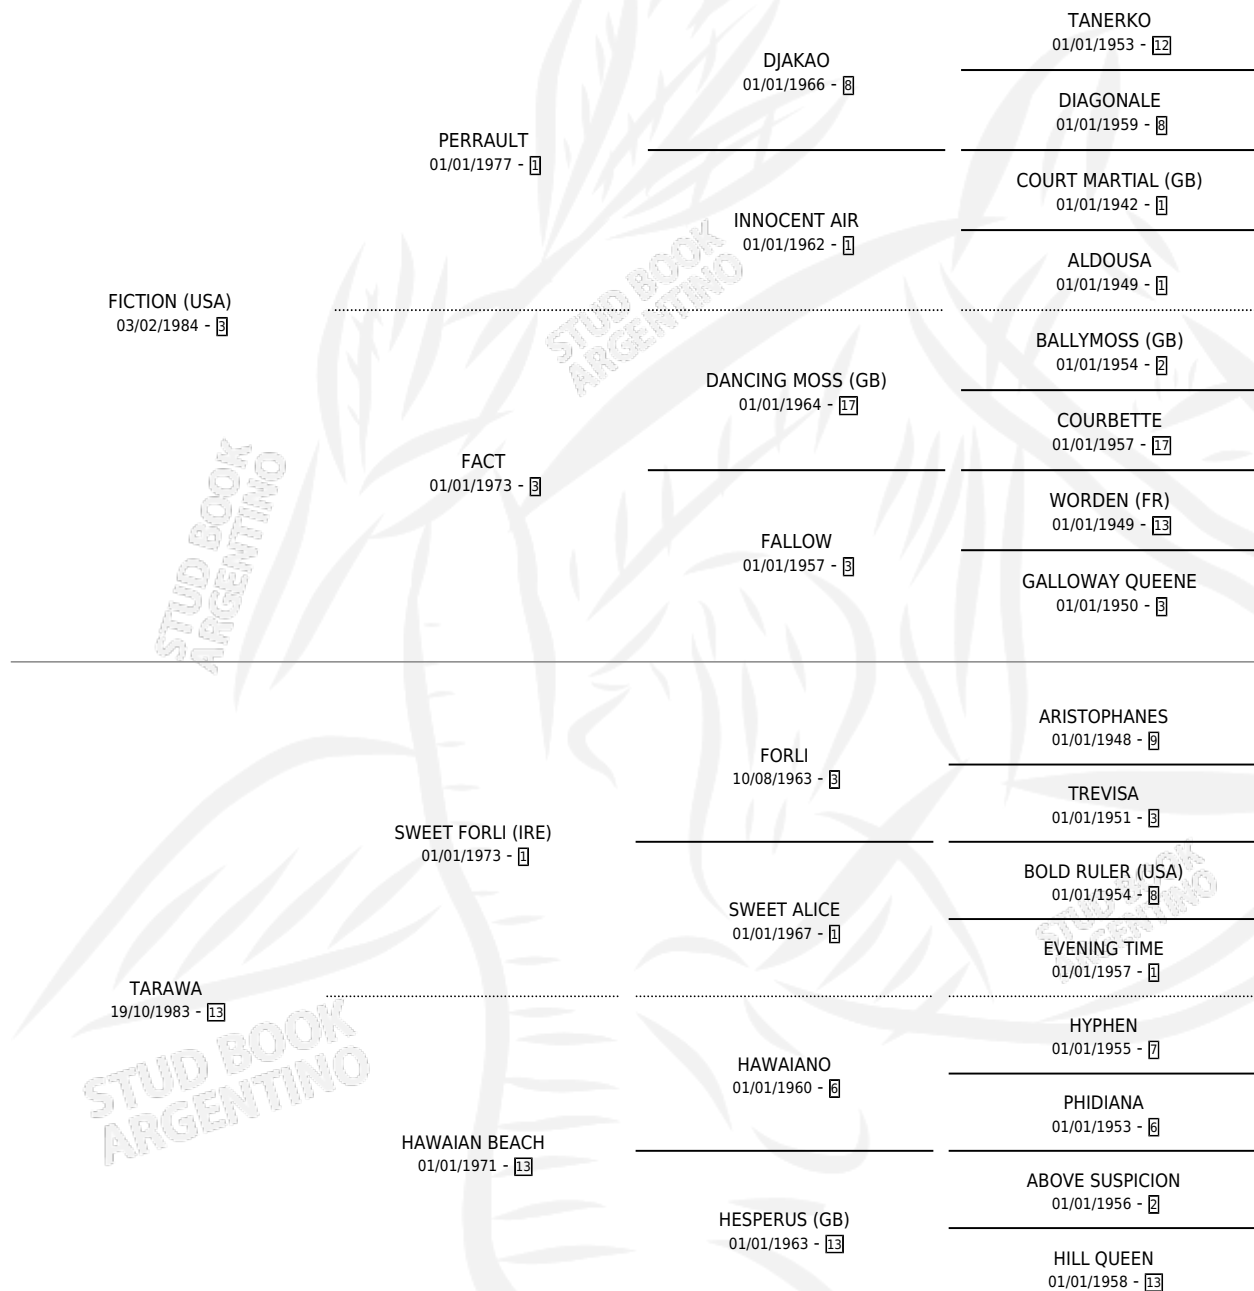 FICTION (USA)
03/02/1984 - 3
PERRAULT
01/01/1977 - 1
DJAKAO
01/01/1966 - 8
TANERKO
01/01/1953 - 12
DIAGONALE
01/01/1959 - 8
INNOCENT AIR
01/01/1962 - 1
COURT MARTIAL (GB)
01/01/1942 - 1
ALDOUSA
01/01/1949 - 1
FACT
01/01/1973 - 3
DANCING MOSS (GB)
01/01/1964 - 17
BALLYMOSS (GB)
01/01/1954 - 2
COURBETTE
01/01/1957 - 17
FALLOW
01/01/1957 - 3
WORDEN (FR)
01/01/1949 - 13
GALLOWAY QUEENE
01/01/1950 - 3
TARAWA
19/10/1983 - 13
SWEET FORLI (IRE)
01/01/1973 - 1
FORLI
10/08/1963 - 3
ARISTOPHANES
01/01/1948 - 9
TREVISA
01/01/1951 - 3
SWEET ALICE
01/01/1967 - 1
BOLD RULER (USA)
01/01/1954 - 8
EVENING TIME
01/01/1957 - 1
HAWAIAN BEACH
01/01/1971 - 13
HAWAIANO
01/01/1960 - 6
HYPHEN
01/01/1955 - 7
PHIDIANA
01/01/1953 - 6
HESPERUS (GB)
01/01/1963 - 13
ABOVE SUSPICION
01/01/1956 - 2
HILL QUEEN
01/01/1958 - 13
STUD BOOK
ARGENTINO
STUD BOOK
ARGENTINO
STUD BOOK
ARGENTINO
STUD BOOK
ARGENTINO